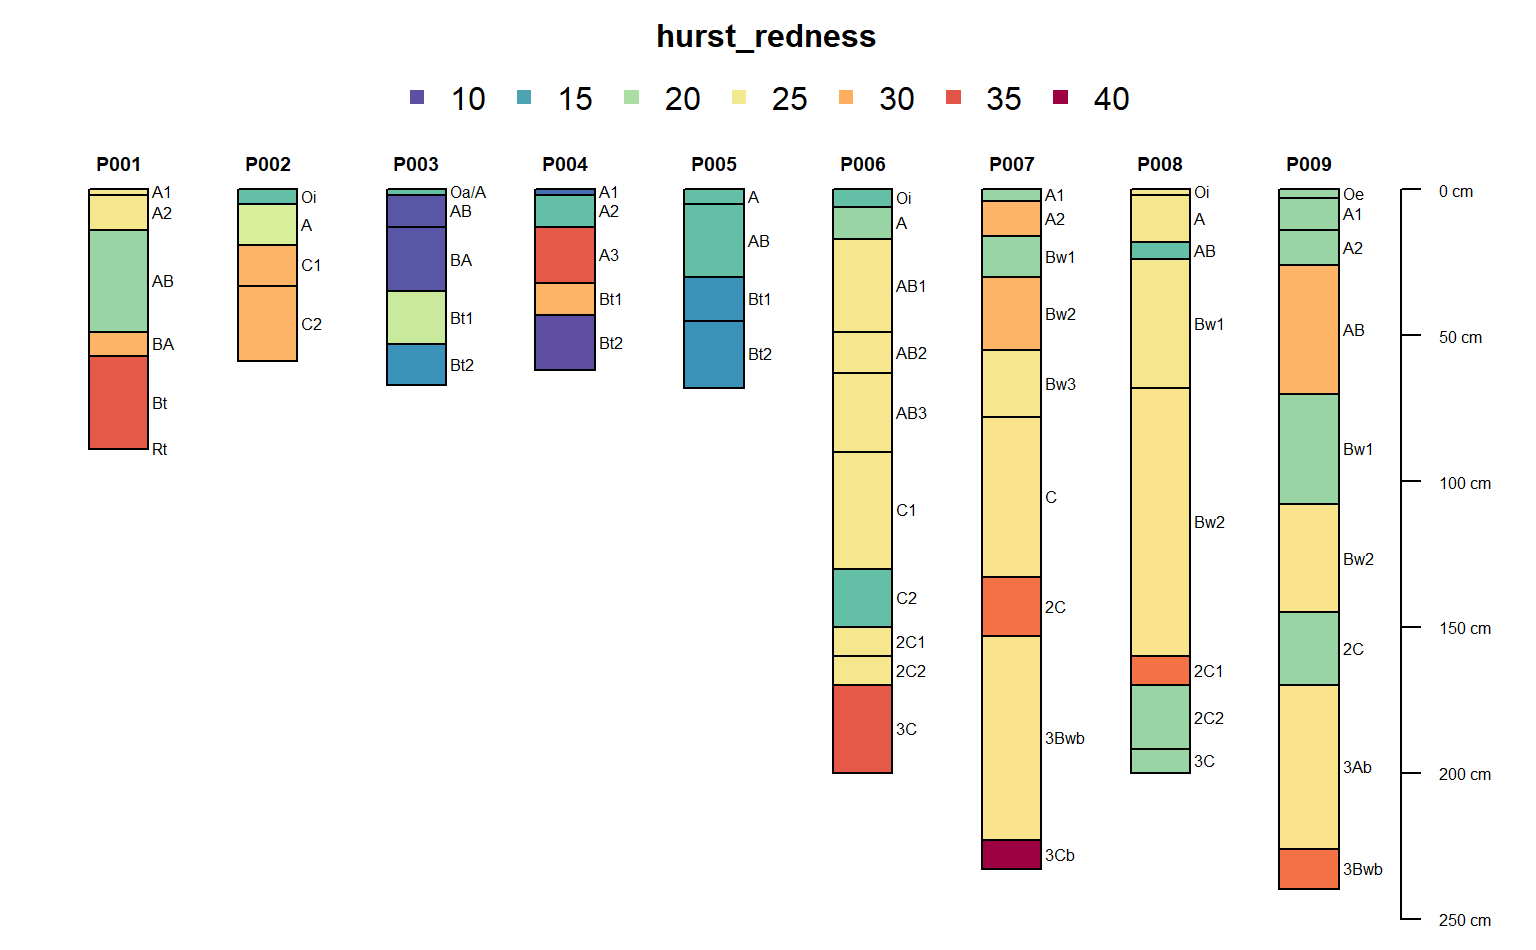 hurst_redness
10 15 20 25 30 35 40
P001 P002 P003 P004 P005 P006 P007 P008 P009
A1
A2
AB
BA
Bt
Rt
Oi
A
C1
C2
Oa/A
AB
BA
Bt1
Bt2
A1
A2
A3
Bt1
Bt2
A
AB
Bt1
Bt2
Oi
A
AB1
AB2
AB3
C1
C2
2C1
2C2
3C
A1
A2
Bw1
Bw2
Bw3
C
2C
3Bwb
3Cb
Oi
A
AB
Bw1
Bw2
2C1
2C2
3C
Oe
A1
A2
AB
Bw1
Bw2
2C
3Ab
3Bwb
0 cm
50 cm
100 cm
150 cm
200 cm
250 cm